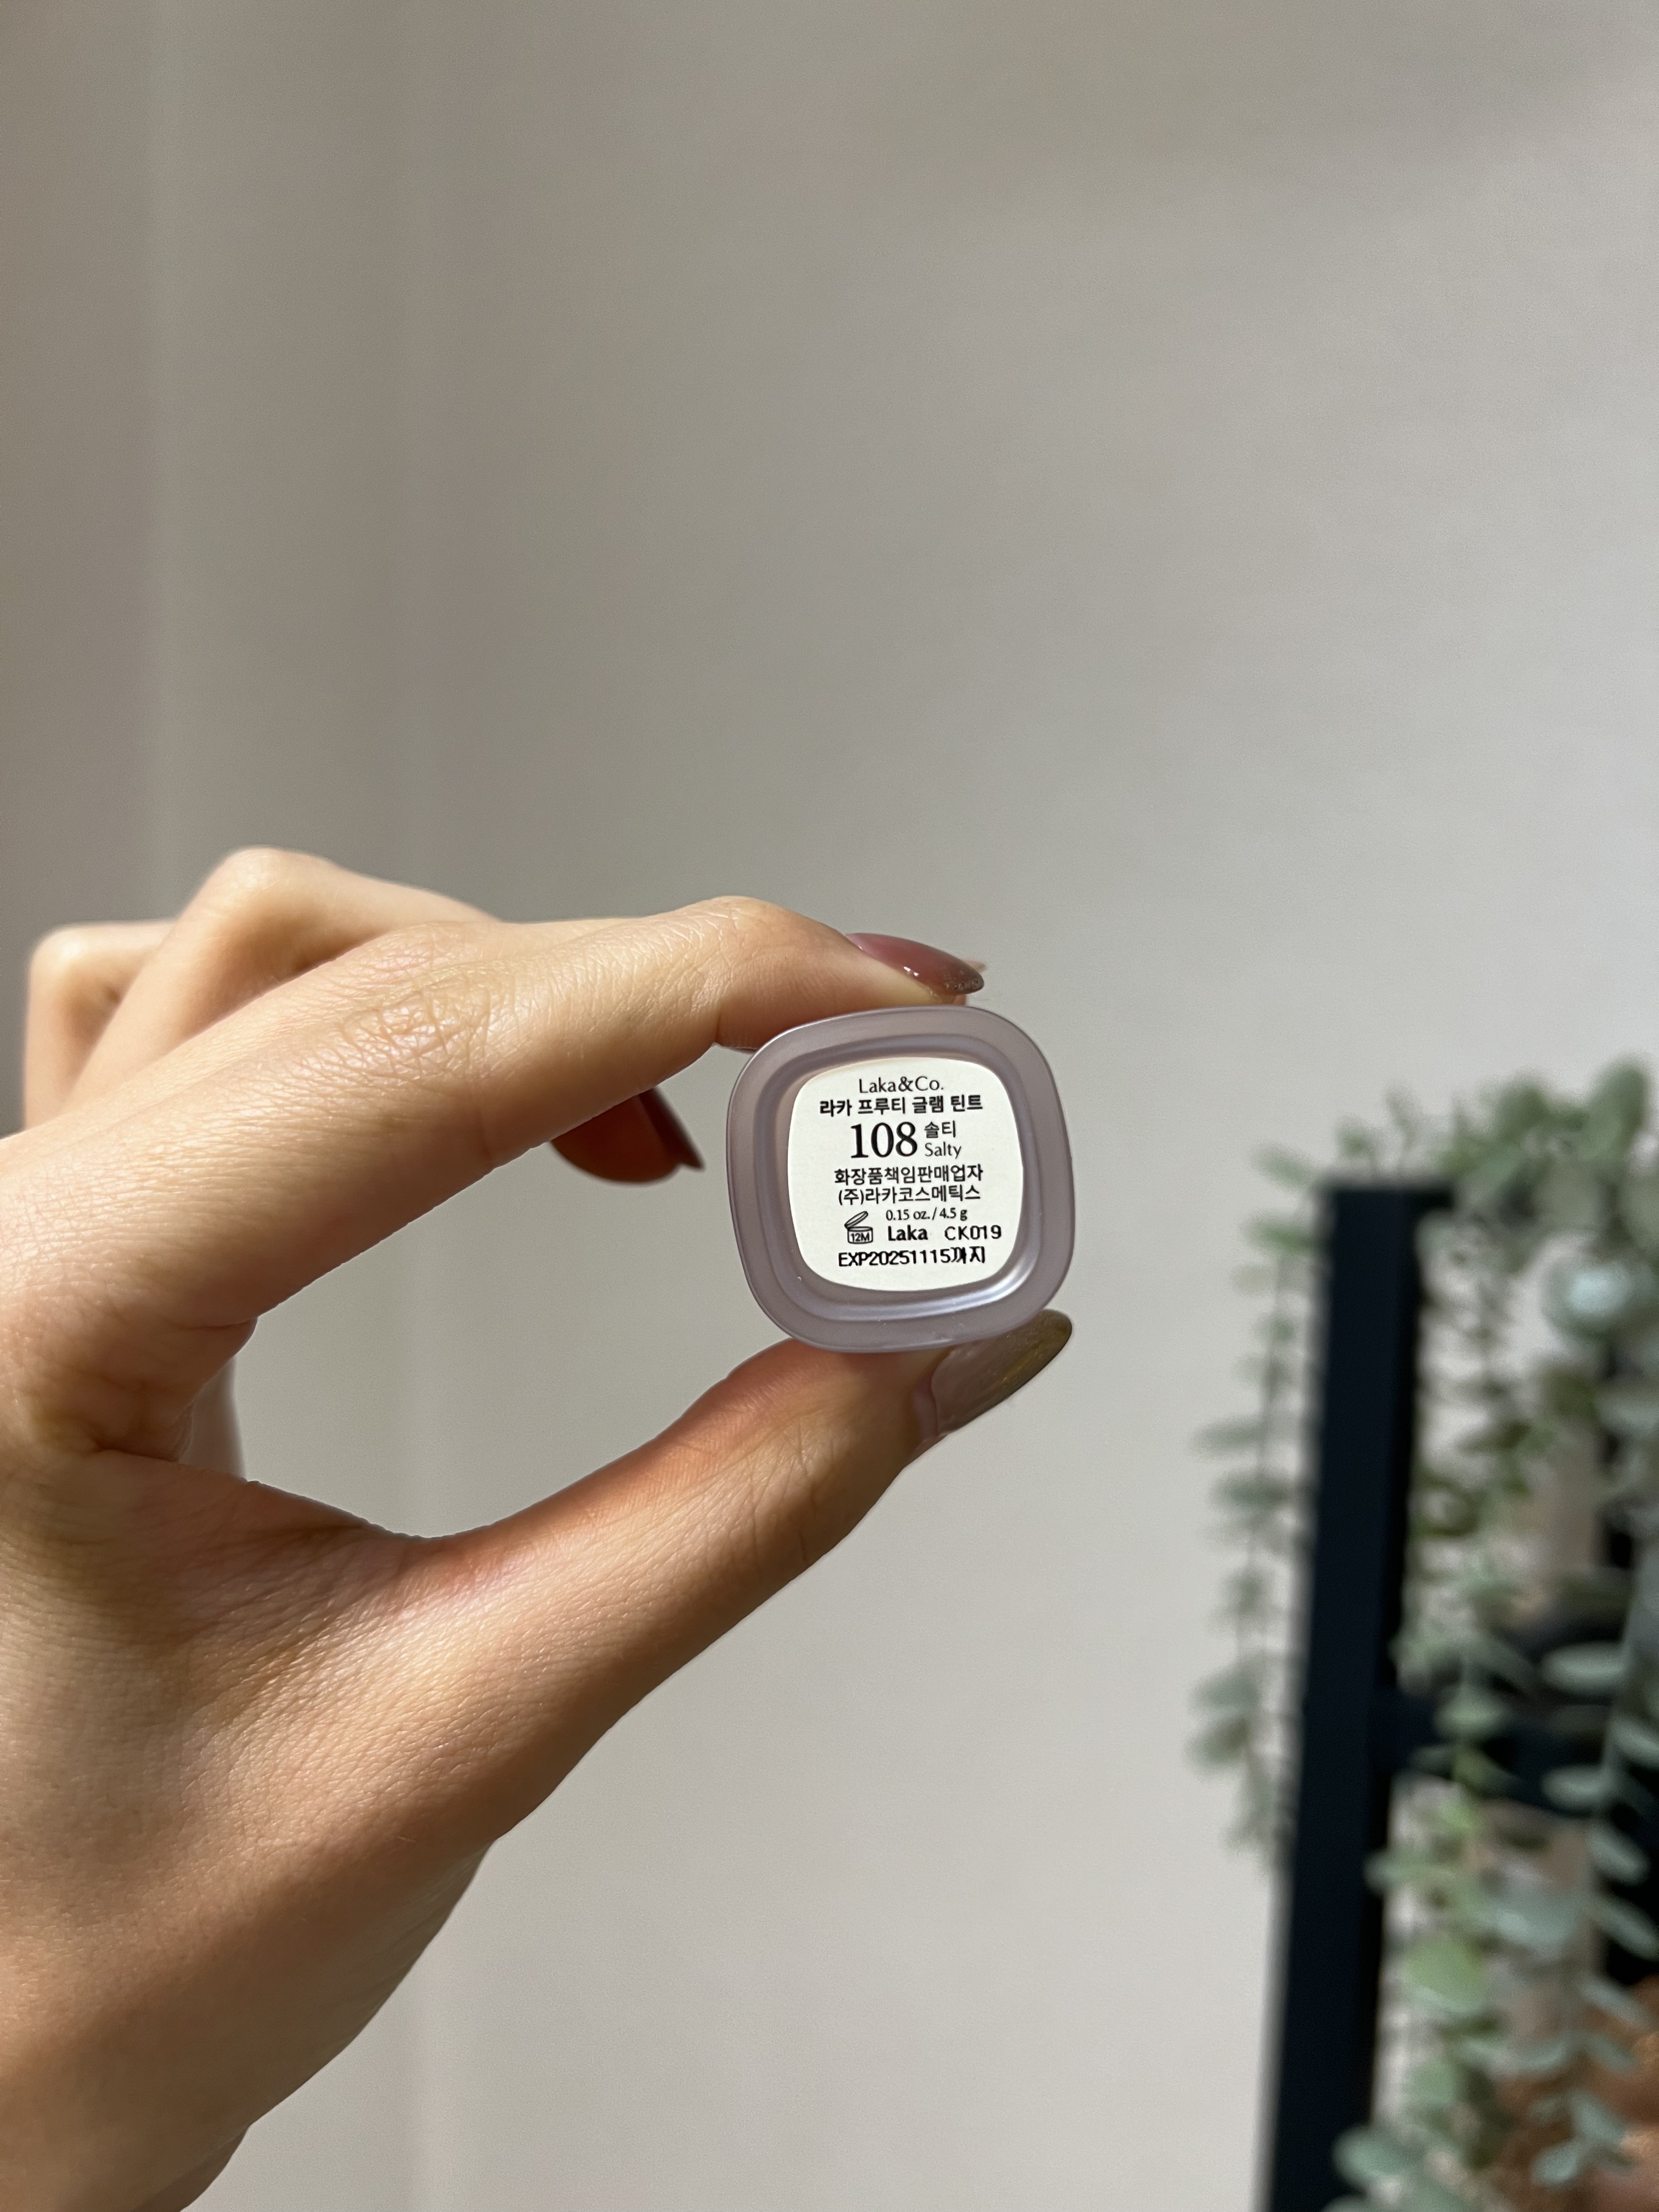 Laka&Co.
라카 프루티 글램 틴트
108 솔티
Salty
화장품책임판매업자
(주)라카코스메틱스
0.15 oz./4.5 g
12M Laka CK019
EXP20251115까지